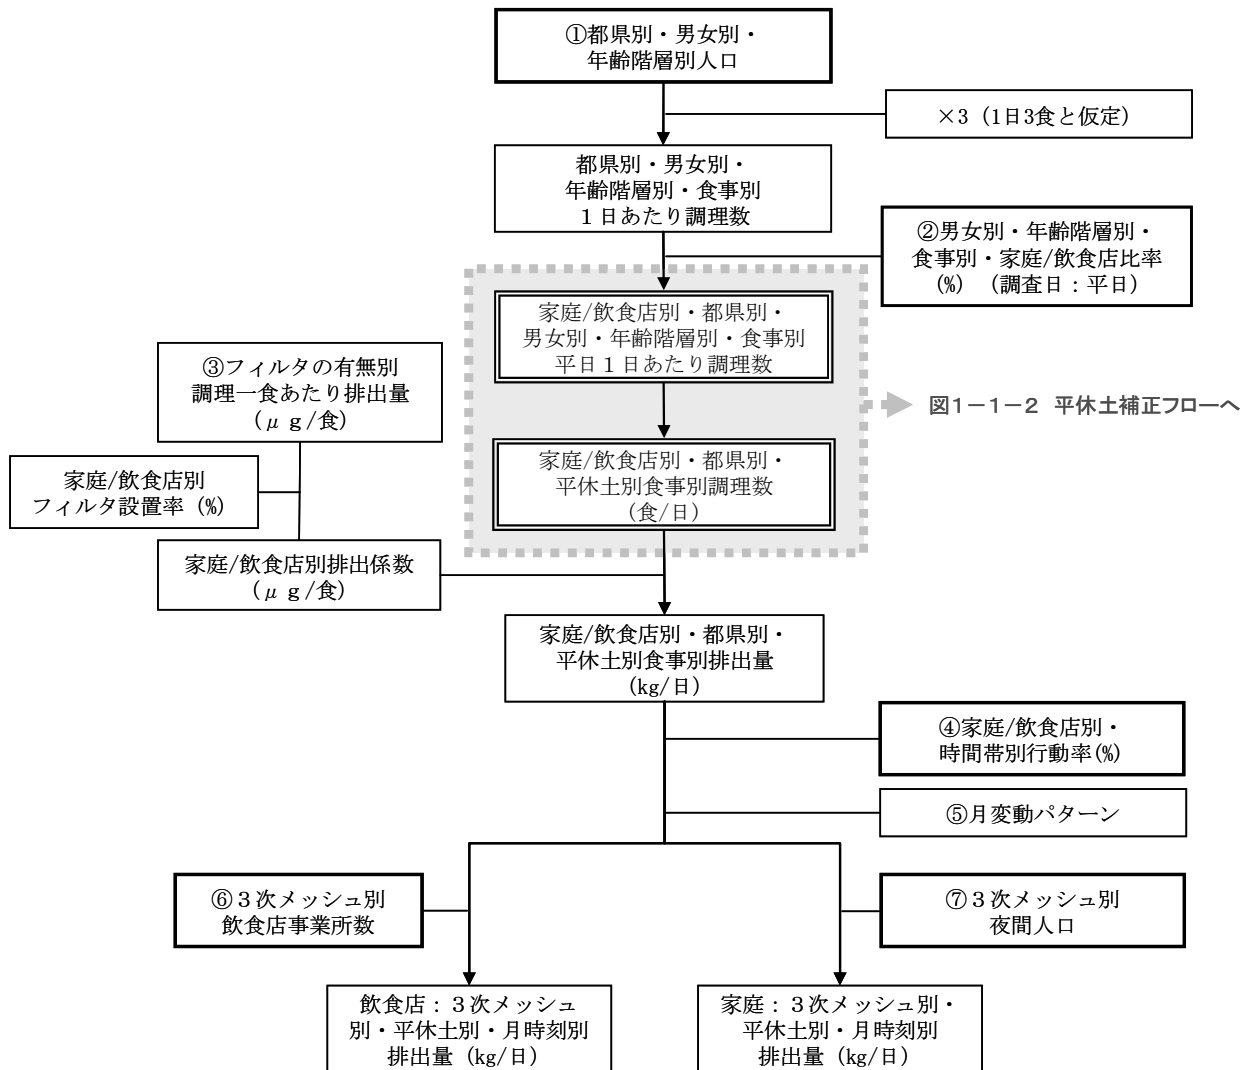 ①都県別・男女別・
年齢階層別人口
×3（1日3食と仮定）
都県別・男女別・
年齢階層別・食事別
１日あたり調理数
②男女別・年齢階層別・
食事別・家庭/飲食店比率
(%)（調査日：平日）
家庭/飲食店別・都県別・
男女別・年齢階層別・食事別
平日１日あたり調理数
③フィルタの有無別
調理一食あたり排出量
(μｇ/食)
図１－１－２ 平休土補正フローへ
家庭/飲食店別
フィルタ設置率 (%)
家庭/飲食店別・都県別・
平休土別食事別調理数
(食/日)
家庭/飲食店別排出係数
(μｇ/食)
家庭/飲食店別・都県別・
平休土別食事別排出量
(kg/日)
④家庭/飲食店別・
時間帯別行動率(%)
⑤月変動パターン
⑥３次メッシュ別
飲食店事業所数
⑦３次メッシュ別
夜間人口
飲食店：３次メッシュ
別・平休土別・月時刻別
排出量 (kg/日)
家庭：３次メッシュ別・
平休土別・月時刻別
排出量 (kg/日)